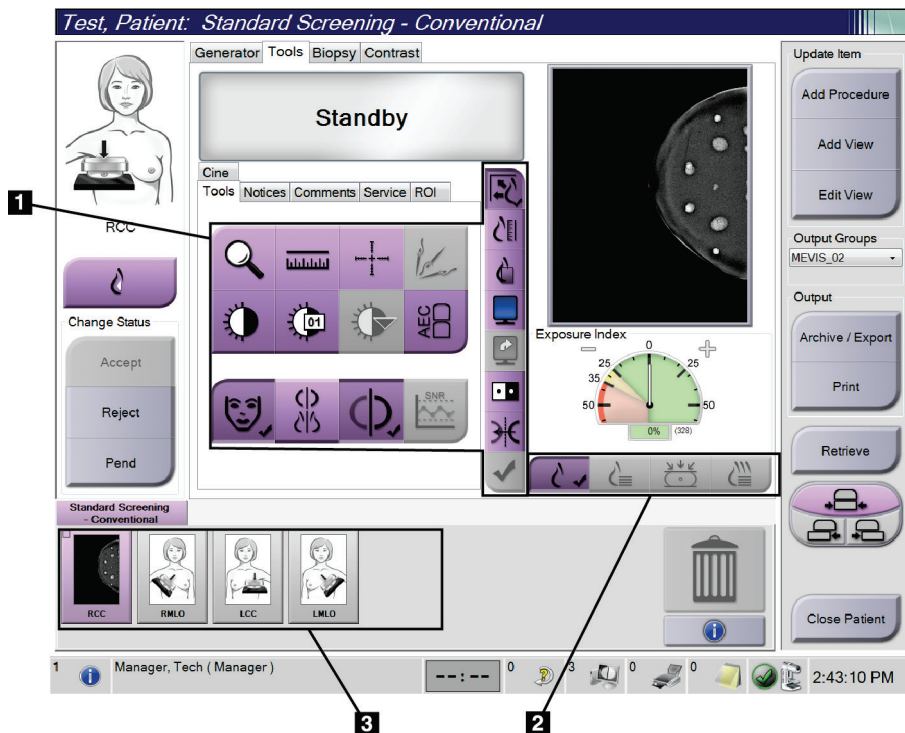 Test, Patient: Standard Screening - Conventional
Generator Tools Biopsy Contrast
Standby
Cine
Tools Notices Comments Service ROI
1
RCC
01
AEC
SNR
Change Status
Accept
Reject
Pend
Exposure Index
0
25 25
35
50 50
0% (328)
Update Item
Add Procedure
Add View
Edit View
Output Groups
MEVIS_02
Output
Archive / Export
Print
Retrieve
Close Patient
Standard Screening
- Conventional
RCC RMLO LCC LMLO
1 Manager, Tech ( Manager ) --:-- 0 3 0 0 2:43:10 PM
3 2